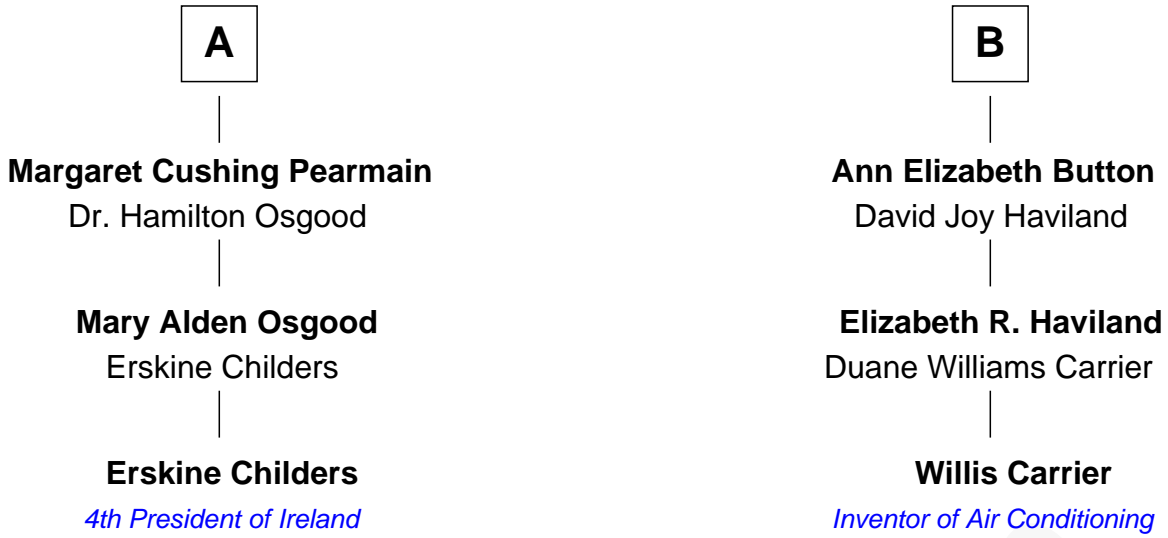 A
Margaret Cushing Pearmain
Dr. Hamilton Osgood
Mary Alden Osgood
Erskine Childers
Erskine Childers
4th President of Ireland
B
Ann Elizabeth Button
David Joy Haviland
Elizabeth R. Haviland
Duane Williams Carrier
Willis Carrier
Inventor of Air Conditioning